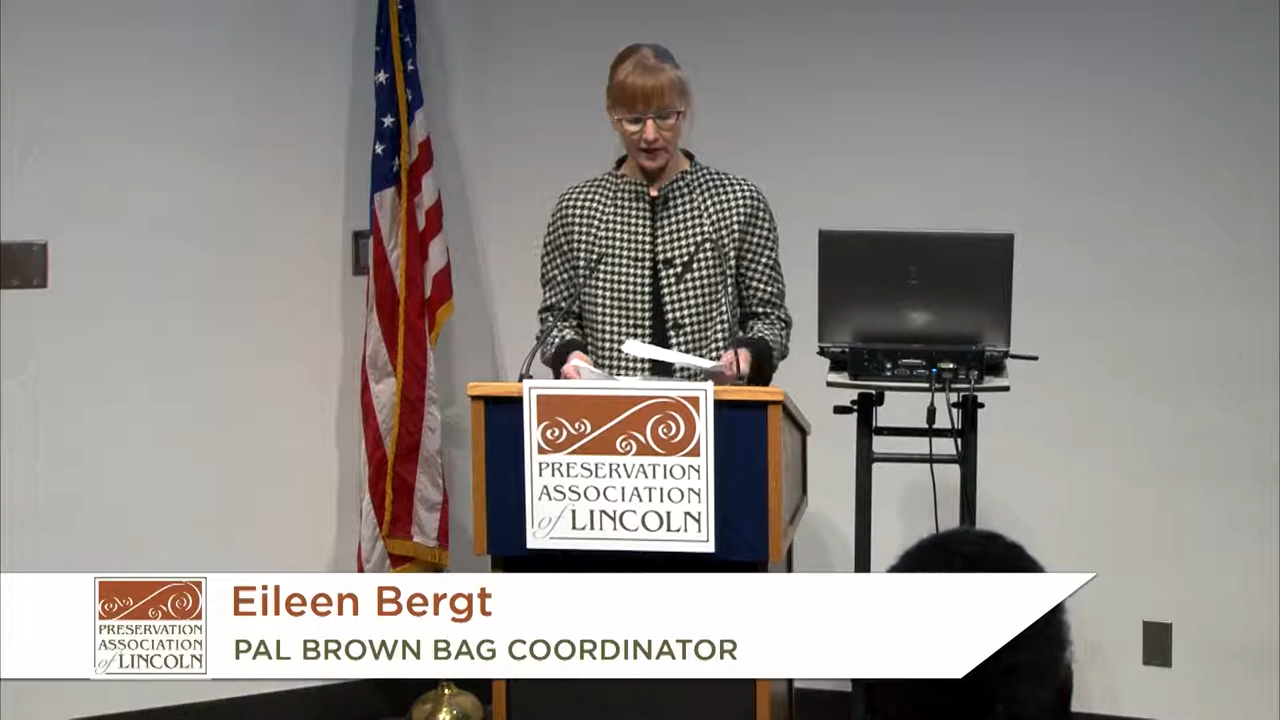 PRESERVATION
ASSOCIATION
of LINCOLN
Eileen Bergt
PAL BROWN BAG COORDINATOR
PRESERVATION
ASSOCIATION
of LINCOLN